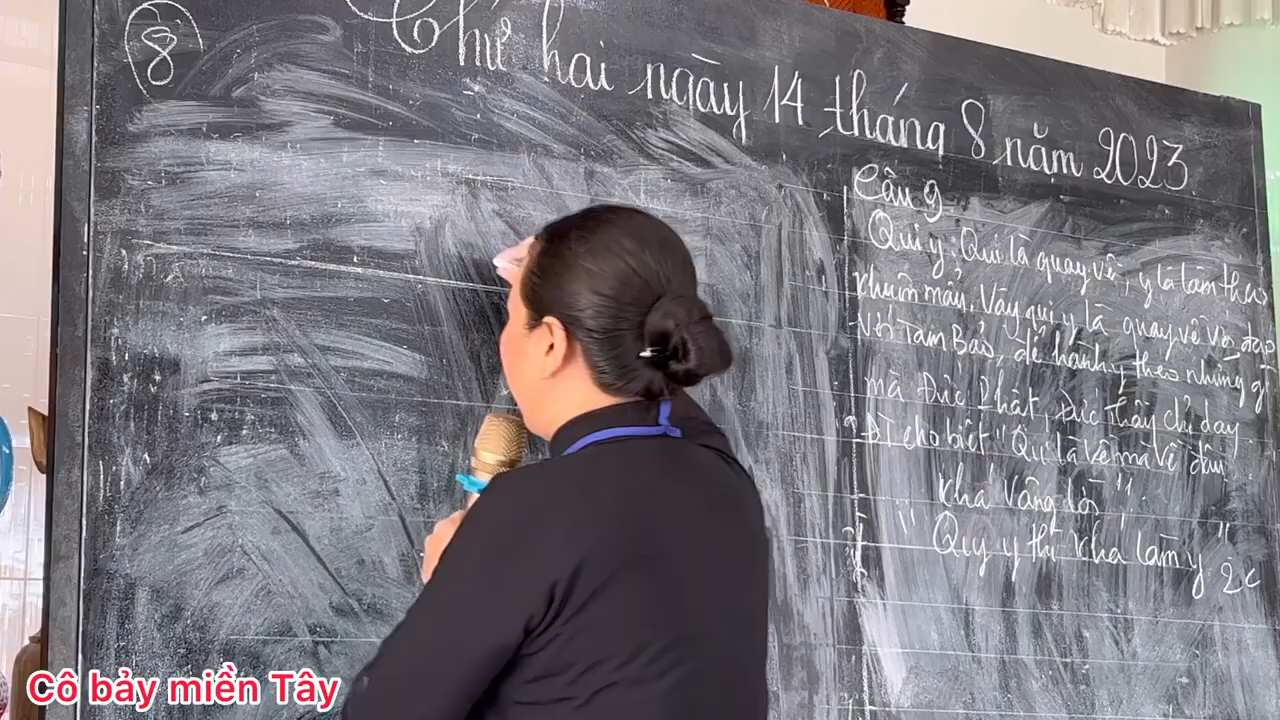 8
Thứ hai ngày 14 tháng 8 năm 2023.
Câu 9
Qui y: Qui là quay về, y là làm theo
khuôn mẫu, Vậy qui y là quay về với đạo
Với Tam Bảo, để hành y theo những gì
mà Đức Phật, Đức thầy chỉ dạy.
cho biết "Qui là về mà về đâu
khá vâng lời".
"Quy y thì kha làm y" 2c
Cô bảy miền Tây